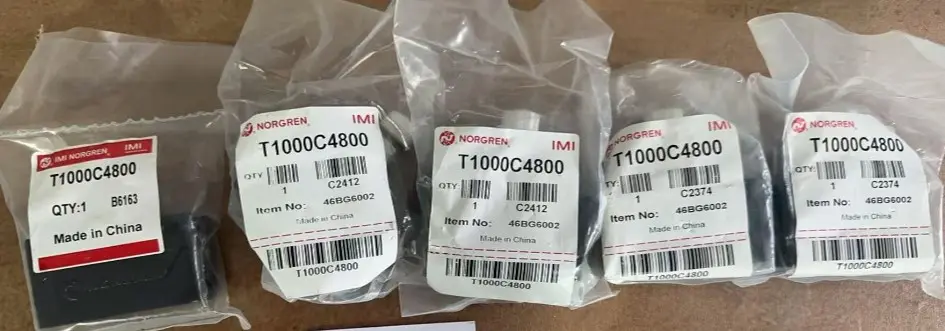 IMI NORGREN IMI
T1000C4800
QTY:1 B6163
Made in China
NORGREN IMI
T1000C4800
QTY
1 C2412
Item No: 46BG6002
Made in China
T1000C4800
NORGREN IMI
T1000C4800
QTY:
1 C2412
Item No: 46BG6002
Made in China
T1000C4800
NORGREN IMI
T1000C4800
QTY:
1 C2374
Item No: 46BG6002
Made in China
T1000C4800
NORGREN IMI
T1000C4800
QTY:
1 C2374
Item No: 46BG6002
Made in China
T1000C4800